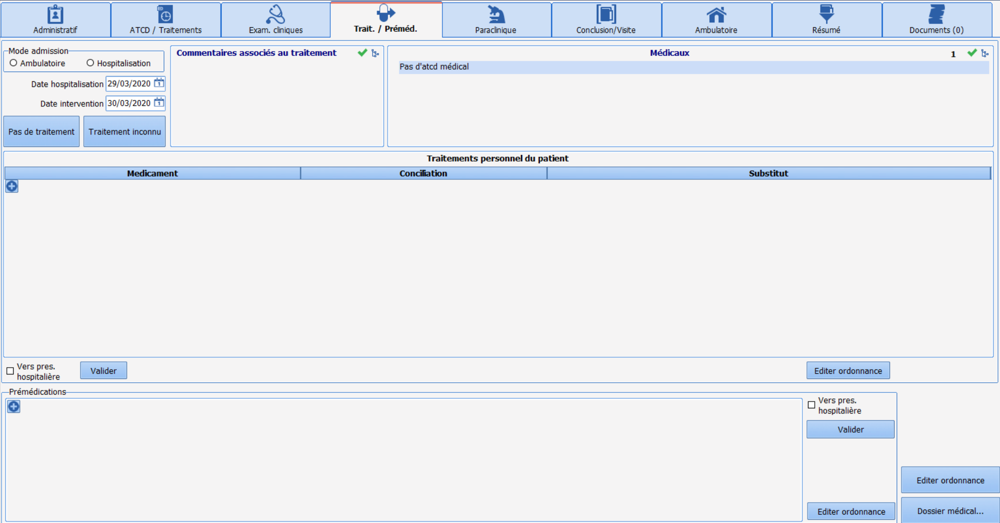 Administratif
ATCD / Traitements
Exam. cliniques
Trait. / Préméd.
Paraclinique
Conclusion/Visite
Ambulatoire
Résumé
Documents (0)
Mode admission
Ambulatoire
Hospitalisation
Date hospitalisation 29/03/2020
Date intervention 30/03/2020
Pas de traitement
Traitement inconnu
Commentaires associés au traitement
Médicaux
1
Pas d'atcd médical
Traitements personnel du patient
Medicament
Conciliation
Substitut
Vers pres.
hospitalière
Valider
Editer ordonnance
Prémédications
Vers pres.
hospitalière
Valider
Editer ordonnance
Editer ordonnance
Dossier médical...